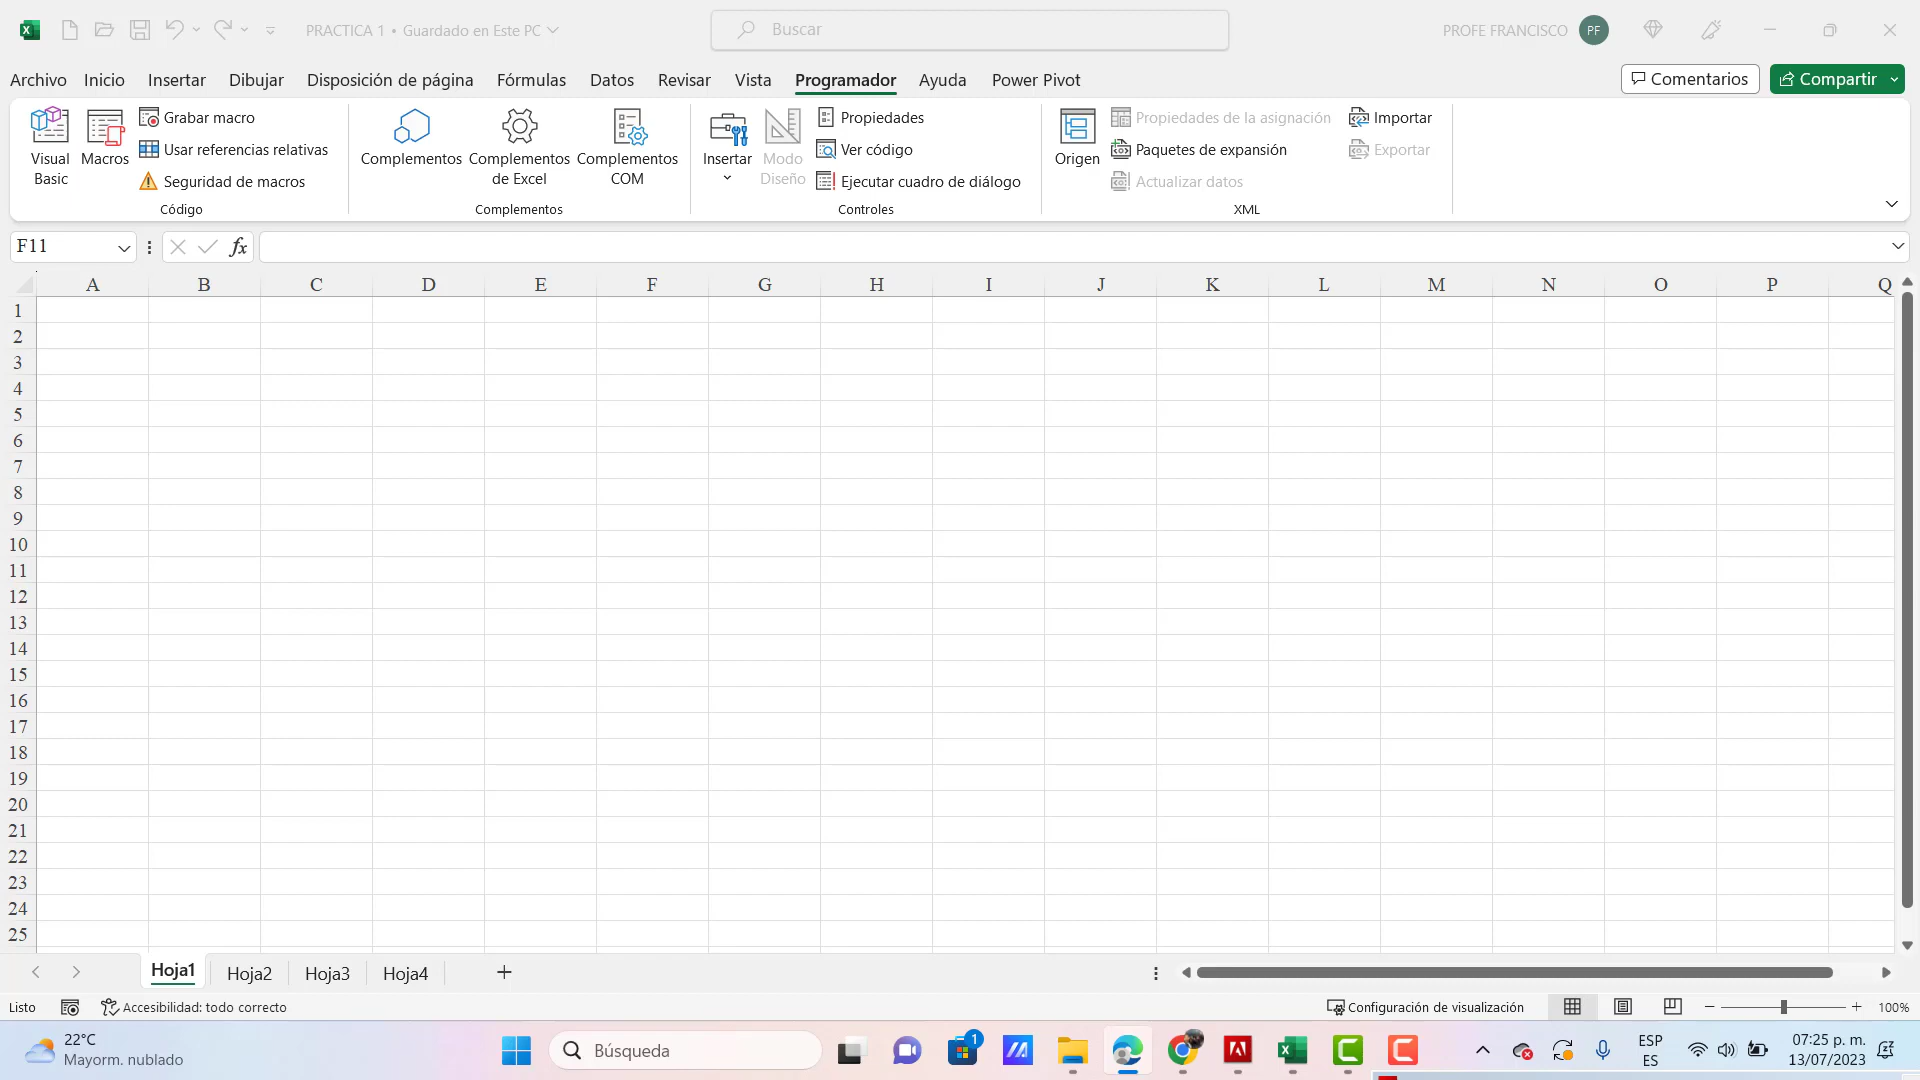 PRACTICA 1 • Guardado en Este PC
Buscar
PROFE FRANCISCO
PF
Archivo Inicio Insertar Dibujar Disposición de página Fórmulas Datos Revisar Vista Programador Ayuda Power Pivot
Comentarios
Compartir
Visual Basic
Macros
Grabar macro
Usar referencias relativas
Seguridad de macros
Código
Complementos
Complementos de Excel
Complementos COM
Complementos
Insertar
Modo Diseño
Propiedades
Ver código
Ejecutar cuadro de diálogo
Controles
Origen
Propiedades de la asignación
Paquetes de expansión
Actualizar datos
Importar
Exportar
XML
F11
fx
A B C D E F G H I J K L M N O P Q
1
2
3
4
5
6
7
8
9
10
11
12
13
14
15
16
17
18
19
20
21
22
23
24
25
Hoja1 Hoja2 Hoja3 Hoja4
Listo
Accesibilidad: todo correcto
Configuración de visualización
100%
22°C
Mayorm. nublado
Búsqueda
1
ESP
ES
07:25 p. m.
13/07/2023